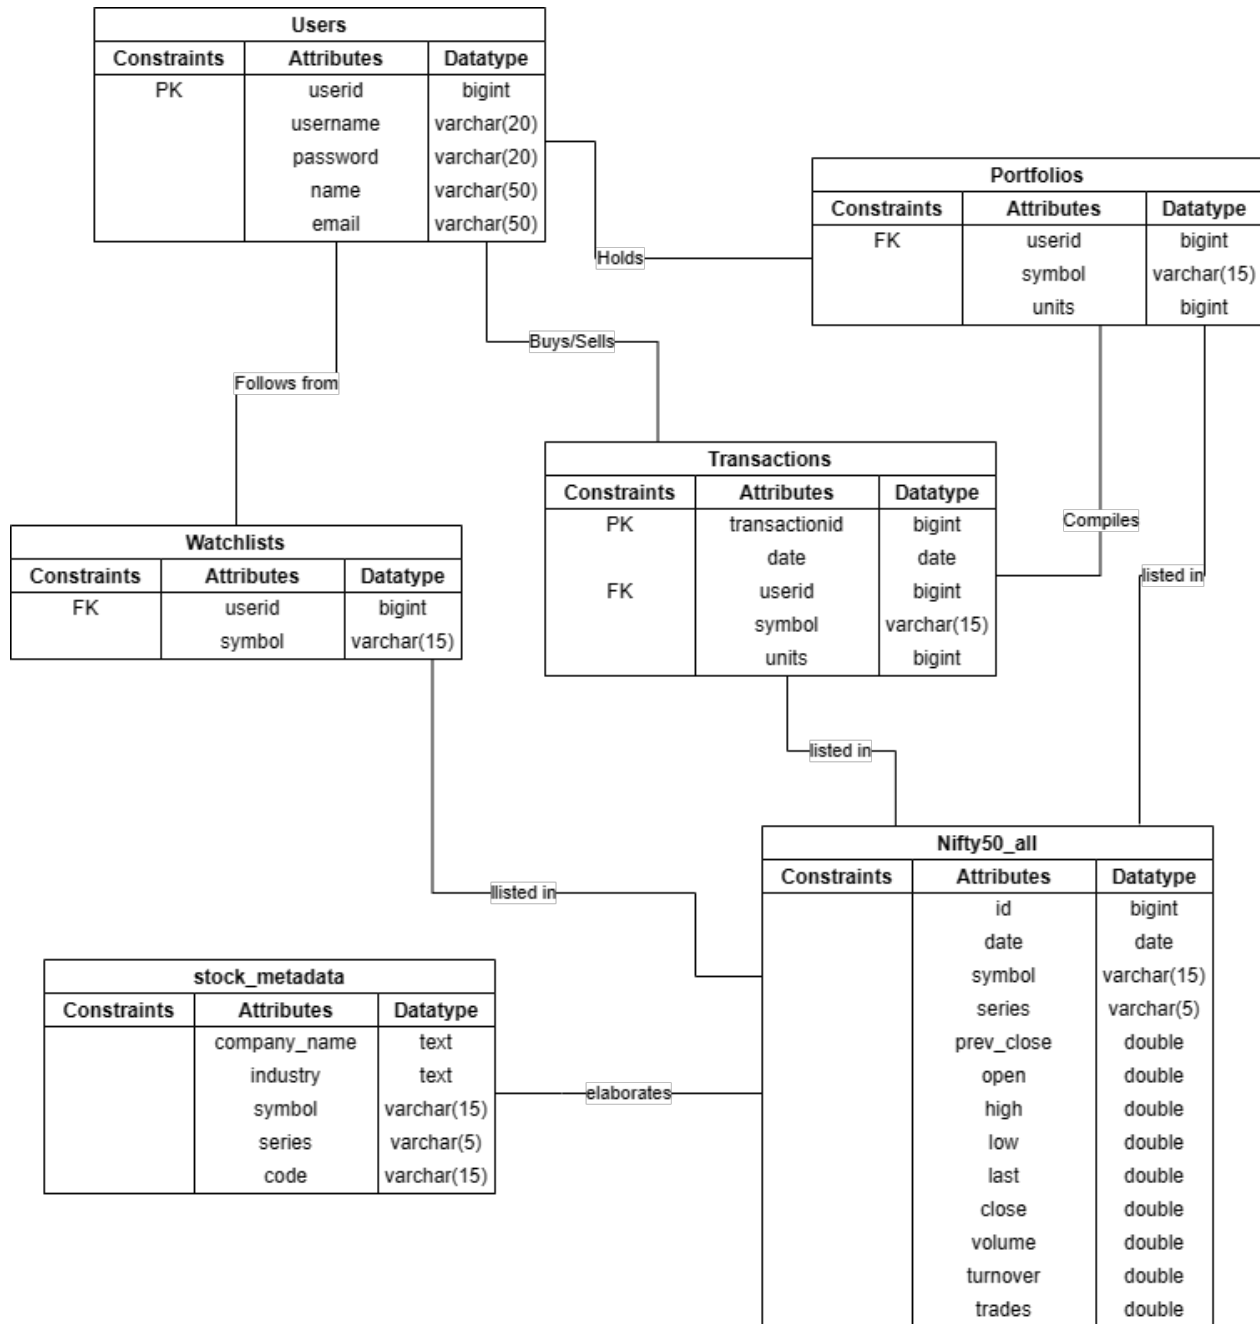 Users
Constraints Attributes Datatype
PK userid bigint
username varchar(20)
password varchar(20)
name varchar(50)
email varchar(50)
Holds
Portfolios
Constraints Attributes Datatype
FK userid bigint
symbol varchar(15)
units bigint
Buys/Sells
Follows from
Compiles
listed in
Transactions
Constraints Attributes Datatype
PK transactionid bigint
date date
FK userid bigint
symbol varchar(15)
units bigint
Watchlists
Constraints Attributes Datatype
FK userid bigint
symbol varchar(15)
listed in
llisted in
Nifty50_all
Constraints Attributes Datatype
id bigint
date date
symbol varchar(15)
series varchar(5)
prev_close double
open double
high double
low double
last double
close double
volume double
turnover double
trades double
stock_metadata
Constraints Attributes Datatype
company_name text
industry text
symbol varchar(15)
series varchar(5)
code varchar(15)
elaborates